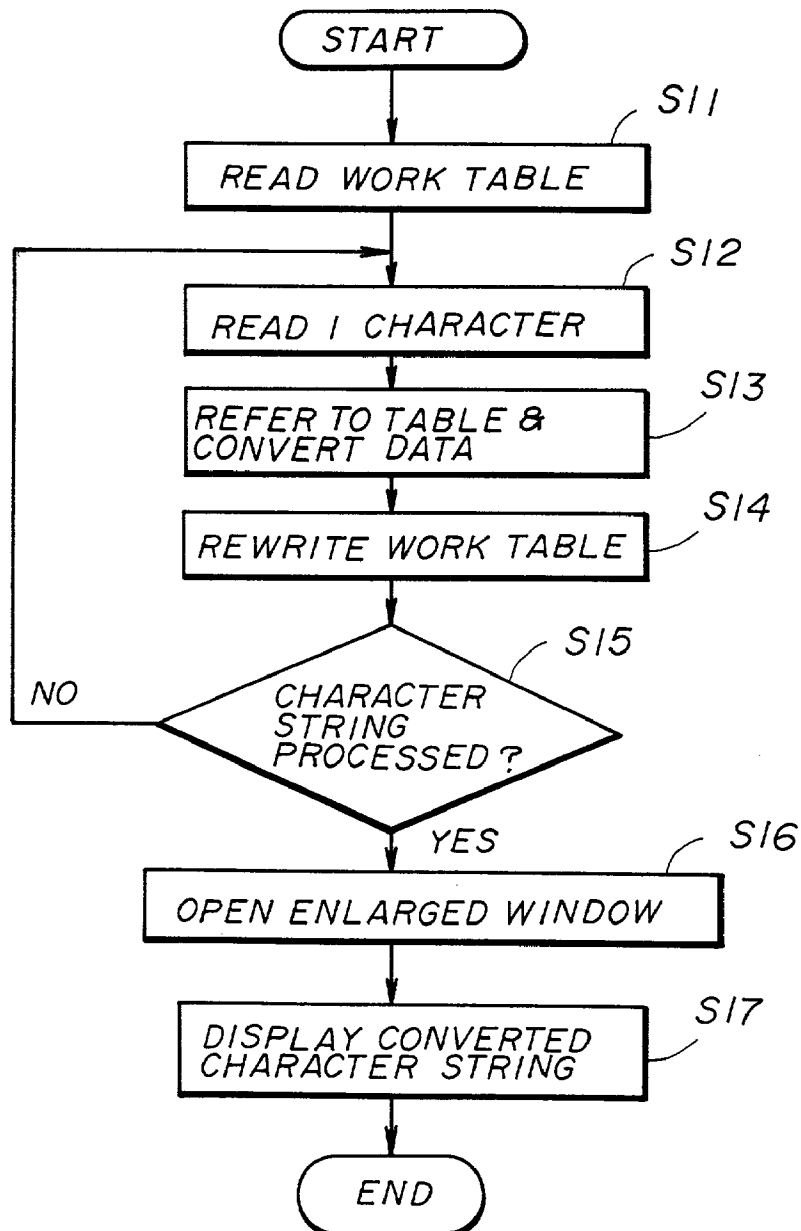 START
S11
READ WORK TABLE
S12
READ 1 CHARACTER
S13
REFER TO TABLE &
CONVERT DATA
S14
REWRITE WORK TABLE
S15
NO
CHARACTER
STRING
PROCESSED?
YES
S16
OPEN ENLARGED WINDOW
S17
DISPLAY CONVERTED
CHARACTER STRING
END